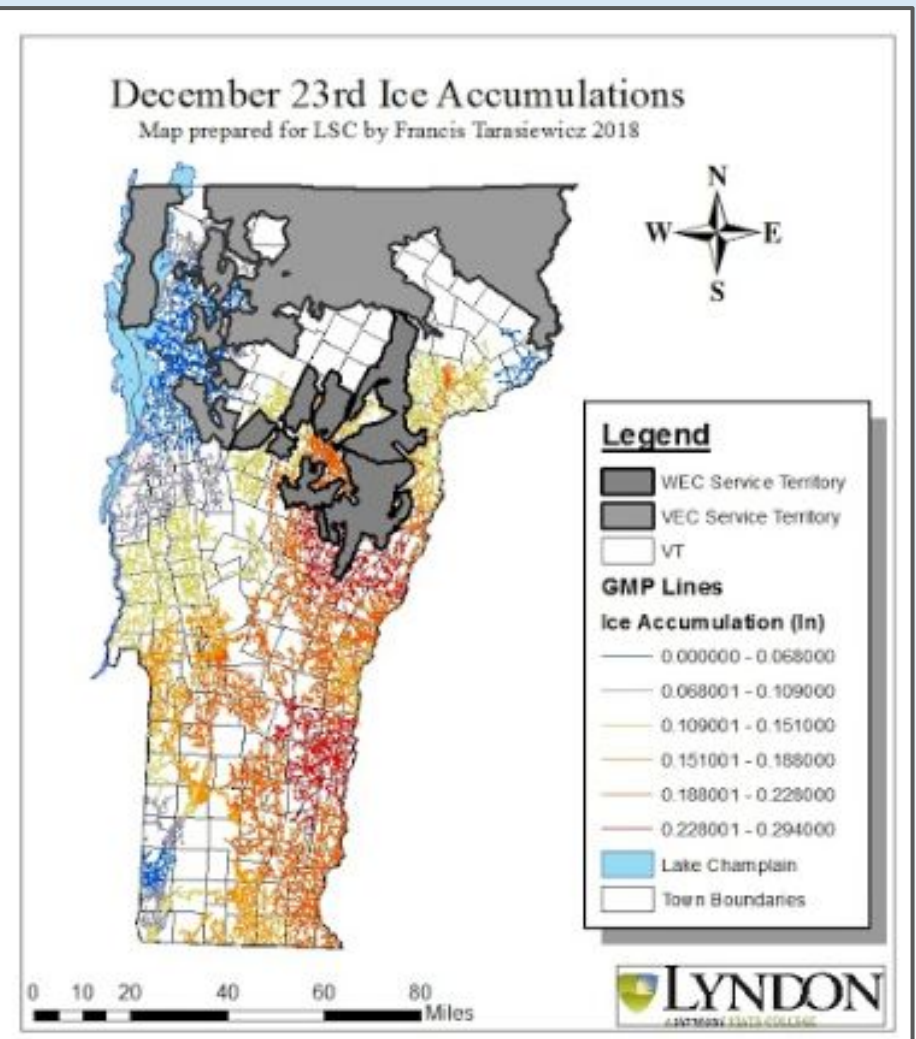 December 23rd Ice Accumulations
Map prepared for LSC by Francis Tarasiewicz 2018
N
W E
S
Legend
WEC Service Territory
VEC Service Territory
VT
GMP Lines
Ice Accumulation (In)
0.000000 - 0.068000
0.068001 - 0.109000
0.109001 - 0.151000
0.151001 - 0.188000
0.188001 - 0.228000
0.228001 - 0.294000
Lake Champlain
Town Boundaries
0 10 20 40 60 80
Miles
LYNDON
STATE COLLEGE